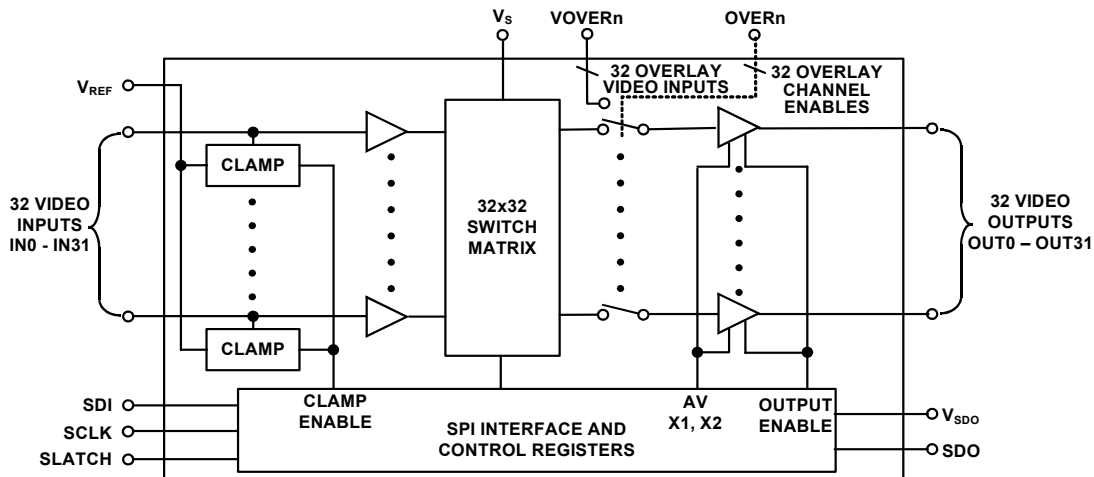 VS
VOVERn
OVERn
VREF
32 OVERLAY
VIDEO INPUTS
32 OVERLAY
CHANNEL
ENABLES
CLAMP
32 VIDEO
INPUTS
IN0 - IN31
32x32
SWITCH
MATRIX
32 VIDEO
OUTPUTS
OUT0 – OUT31
CLAMP
SDI
SCLK
SLATCH
CLAMP
ENABLE
SPI INTERFACE AND
CONTROL REGISTERS
AV
X1, X2
OUTPUT
ENABLE
VSDO
SDO